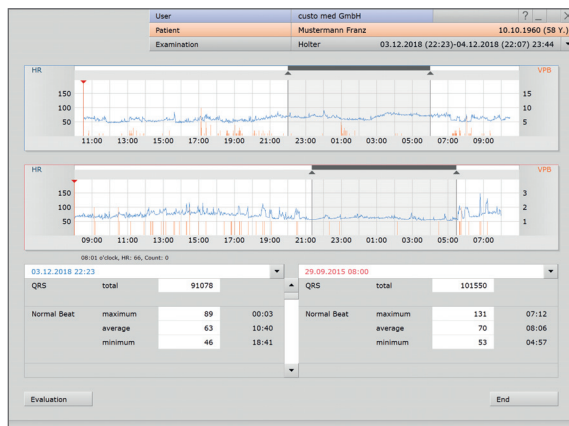 User custo med GmbH ? _ X
Patient Mustermann Franz 10.10.1960 (58 Y.)
Examination Holter 03.12.2018 (22:23)-04.12.2018 (22:07) 23:44
HR VPB
150 15
100 10
50 5
11:00 13:00 15:00 17:00 19:00 21:00 23:00 01:00 03:00 05:00 07:00 09:00
HR VPB
150 3
100 2
50 1
09:00 11:00 13:00 15:00 17:00 19:00 21:00 23:00 01:00 03:00 05:00 07:00
08:01 o'clock, HR: 66, Count: 0
03.12.2018 22:23 29.09.2015 08:00
QRS total 91078 QRS total 101550
Normal Beat maximum 89 00:03 Normal Beat maximum 131 07:12
average 63 10:40 average 70 08:06
minimum 46 18:41 minimum 53 04:57
Evaluation End